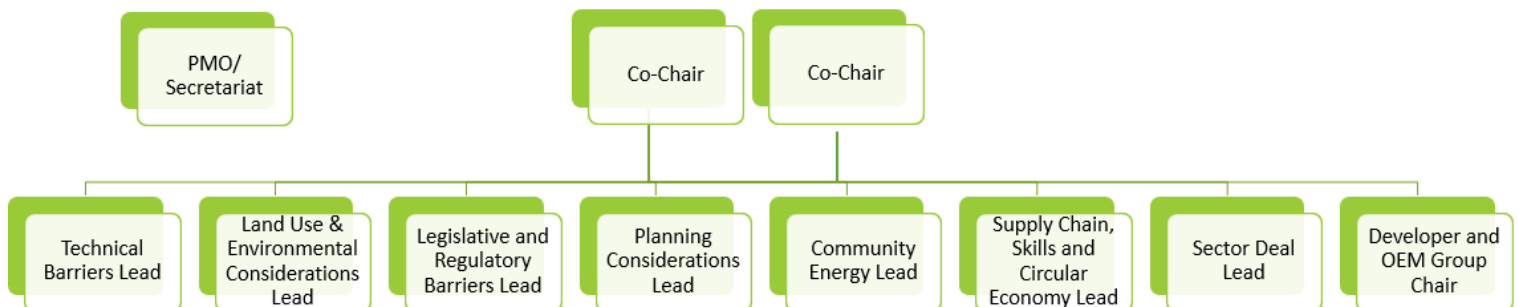 PMO/
Secretariat
Co-Chair
Co-Chair
Technical
Barriers Lead
Land Use &
Environmental
Considerations
Lead
Legislative and
Regulatory
Barriers Lead
Planning
Considerations
Lead
Community
Energy Lead
Supply Chain,
Skills and
Circular
Economy Lead
Sector Deal
Lead
Developer and
OEM Group
Chair